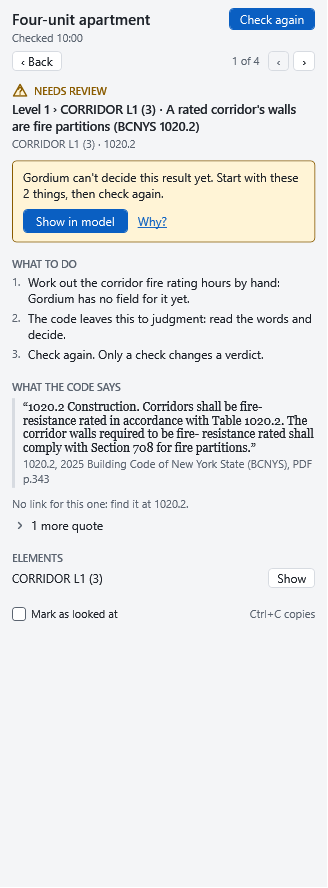 Four-unit apartment
Check again
Checked 10:00
‹ Back
1 of 4
‹
›
NEEDS REVIEW
Level 1 › CORRIDOR L1 (3) · A rated corridor's walls
are fire partitions (BCNYS 1020.2)
CORRIDOR L1 (3) · 1020.2
Gordium can't decide this result yet. Start with these
2 things, then check again.
Show in model
Why?
WHAT TO DO
1. Work out the corridor fire rating hours by hand:
Gordium has no field for it yet.
2. The code leaves this to judgment: read the words and
decide.
3. Check again. Only a check changes a verdict.
WHAT THE CODE SAYS
“1020.2 Construction. Corridors shall be fire-
resistance rated in accordance with Table 1020.2. The
corridor walls required to be fire- resistance rated shall
comply with Section 708 for fire partitions.”
1020.2, 2025 Building Code of New York State (BCNYS), PDF
p.343
No link for this one: find it at 1020.2.
› 1 more quote
ELEMENTS
CORRIDOR L1 (3)
Show
Mark as looked at
Ctrl+C copies